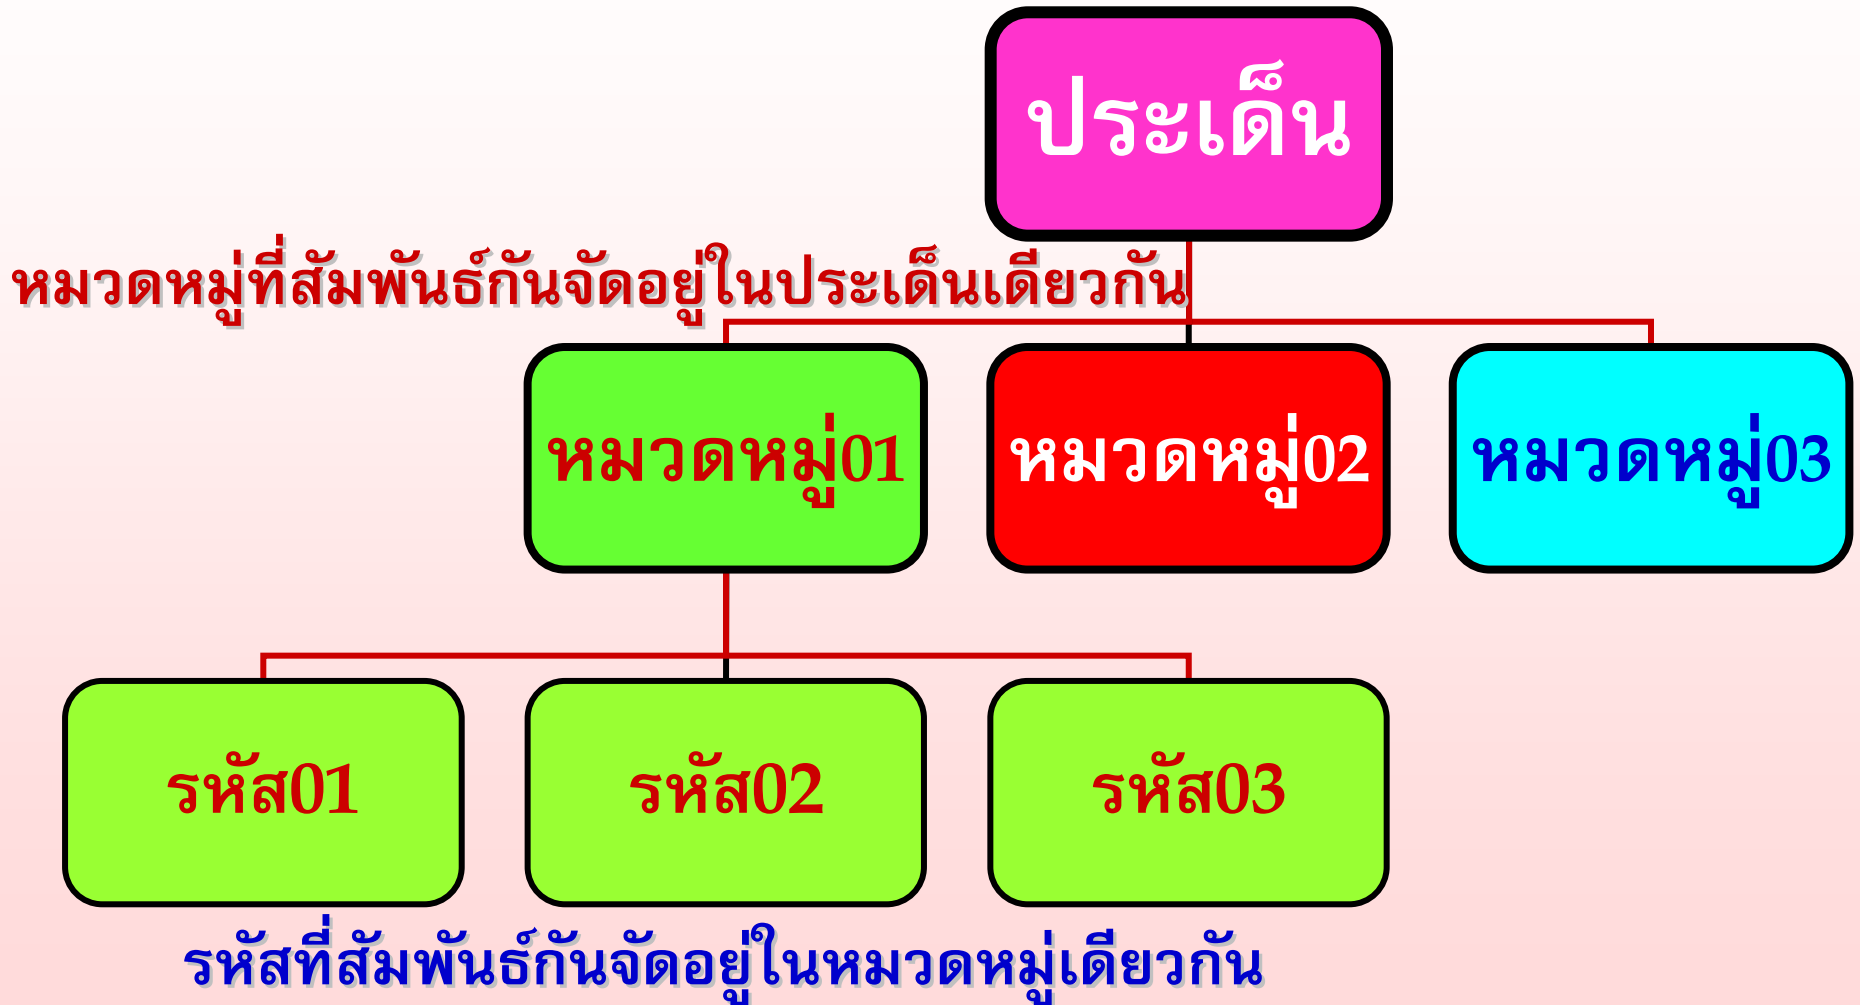 ประเด็น
หมวดหมู่ที่สัมพันธ์กันจัดอยู่ในประเด็นเดียวกัน
หมวดหมู่01
หมวดหมู่02
หมวดหมู่03
รหัส01
รหัส02
รหัส03
รหัสที่สัมพันธ์กันจัดอยู่ในหมวดหมู่เดียวกัน